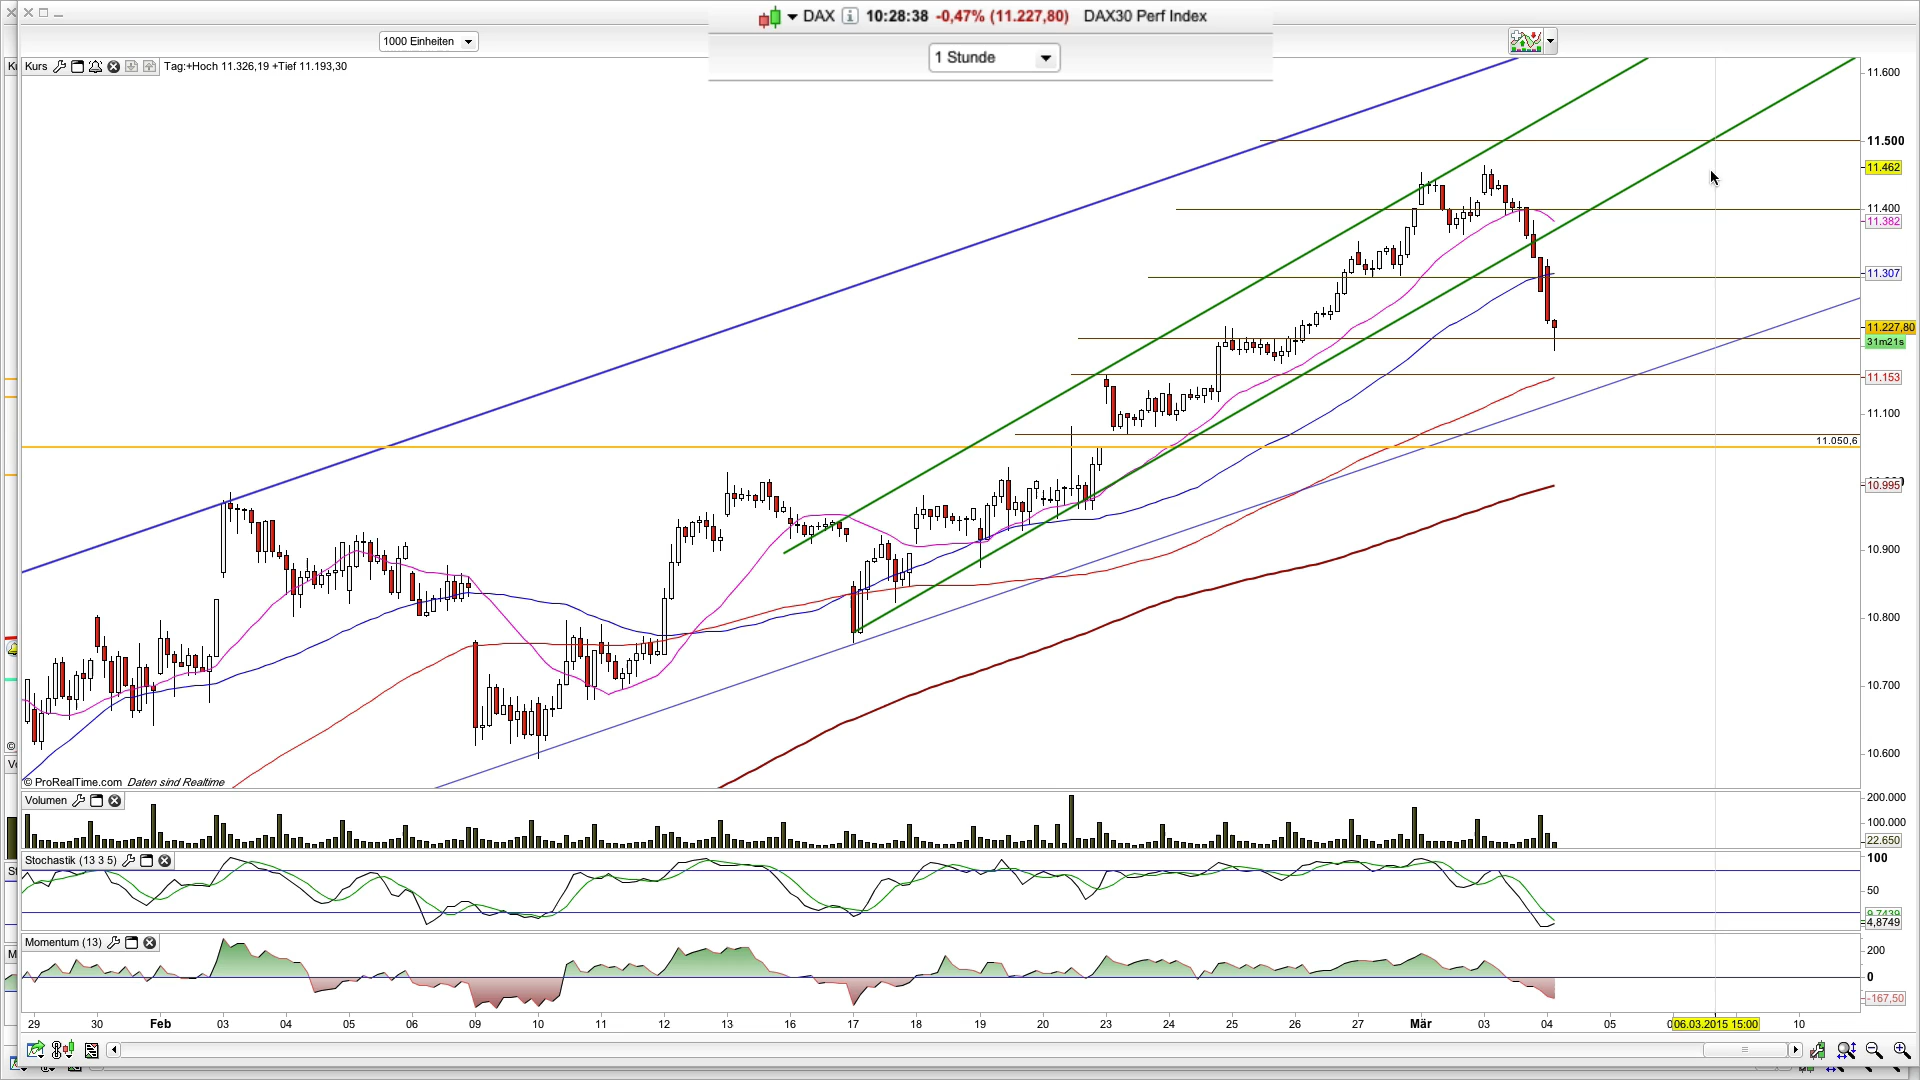 DAX 10:28:38 -0,47% (11.227,80) DAX30 Perf Index
1000 Einheiten
1 Stunde
Kurs Tag:+Hoch 11.326,19 +Tief 11.193,30
11.600
11.500
11.462
11.400
11.382
11.307
11.227,80
31m21s
11.153
11.100
11.050,6
10.995
10.900
10.800
10.700
10.600
© ProRealTime.com Daten sind Realtime
Volumen
200.000
100.000
22.650
Stochastik (13 3 5)
100
50
9,7439
4,8749
Momentum (13)
200
0
-167,50
29 30 Feb 03 04 05 06 09 10 11 12 13 16 17 18 19 20 23 24 25 26 27 Mär 03 04 05 06.03.2015 15:00 10